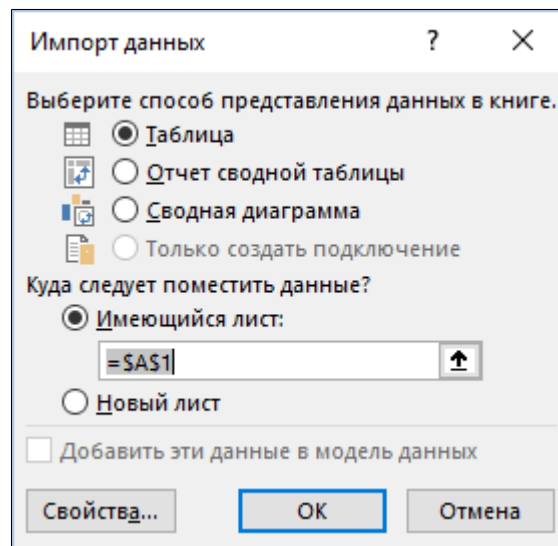 Импорт данных ?
Выберите способ представления данных в книге.
Таблица
Отчет сводной таблицы
Сводная диаграмма
Только создать подключение
Куда следует поместить данные?
Имеющийся лист:
=$A$1
Новый лист
Добавить эти данные в модель данных
Свойства... ОК Отмена